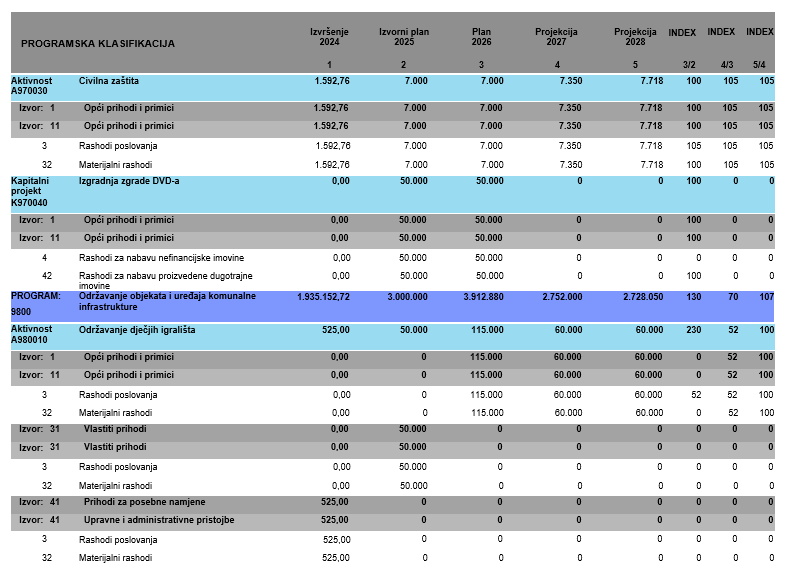 PROGRAMSKA KLASIFIKACIJA Izvršenje 2024 Izvorni plan 2025 Plan 2026 Projekcija 2027 Projekcija 2028 INDEX INDEX INDEX
1 2 3 4 5 3/2 4/3 5/4
Aktivnost A970030 Civilna zaštita 1.592,76 7.000 7.000 7.350 7.718 100 105 105
Izvor: 1 Opći prihodi i primici 1.592,76 7.000 7.000 7.350 7.718 100 105 105
Izvor: 11 Opći prihodi i primici 1.592,76 7.000 7.000 7.350 7.718 100 105 105
3 Rashodi poslovanja 1.592,76 7.000 7.000 7.350 7.718 105 105 105
32 Materijalni rashodi 1.592,76 7.000 7.000 7.350 7.718 100 105 105
Kapitalni projekt K970040 Izgradnja zgrade DVD-a 0,00 50.000 50.000 0 0 100 0 0
Izvor: 1 Opći prihodi i primici 0,00 50.000 50.000 0 0 100 0 0
Izvor: 11 Opći prihodi i primici 0,00 50.000 50.000 0 0 100 0 0
4 Rashodi za nabavu nefinancijske imovine 0,00 50.000 50.000 0 0 0 0 0
42 Rashodi za nabavu proizvedene dugotrajne imovine 0,00 50.000 50.000 0 0 100 0 0
PROGRAM: 9800 Održavanje objekata i uređaja komunalne infrastrukture 1.935.152,72 3.000.000 3.912.880 2.752.000 2.728.050 130 70 107
Aktivnost A980010 Održavanje dječjih igrališta 525,00 50.000 115.000 60.000 60.000 230 52 100
Izvor: 1 Opći prihodi i primici 0,00 0 115.000 60.000 60.000 0 52 100
Izvor: 11 Opći prihodi i primici 0,00 0 115.000 60.000 60.000 0 52 100
3 Rashodi poslovanja 0,00 0 115.000 60.000 60.000 52 52 100
32 Materijalni rashodi 0,00 0 115.000 60.000 60.000 0 52 100
Izvor: 31 Vlastiti prihodi 0,00 50.000 0 0 0 0 0 0
Izvor: 31 Vlastiti prihodi 0,00 50.000 0 0 0 0 0 0
3 Rashodi poslovanja 0,00 50.000 0 0 0 0 0 0
32 Materijalni rashodi 0,00 50.000 0 0 0 0 0 0
Izvor: 41 Prihodi za posebne namjene 525,00 0 0 0 0 0 0 0
Izvor: 41 Upravne i administrativne pristojbe 525,00 0 0 0 0 0 0 0
3 Rashodi poslovanja 525,00 0 0 0 0 0 0 0
32 Materijalni rashodi 525,00 0 0 0 0 0 0 0